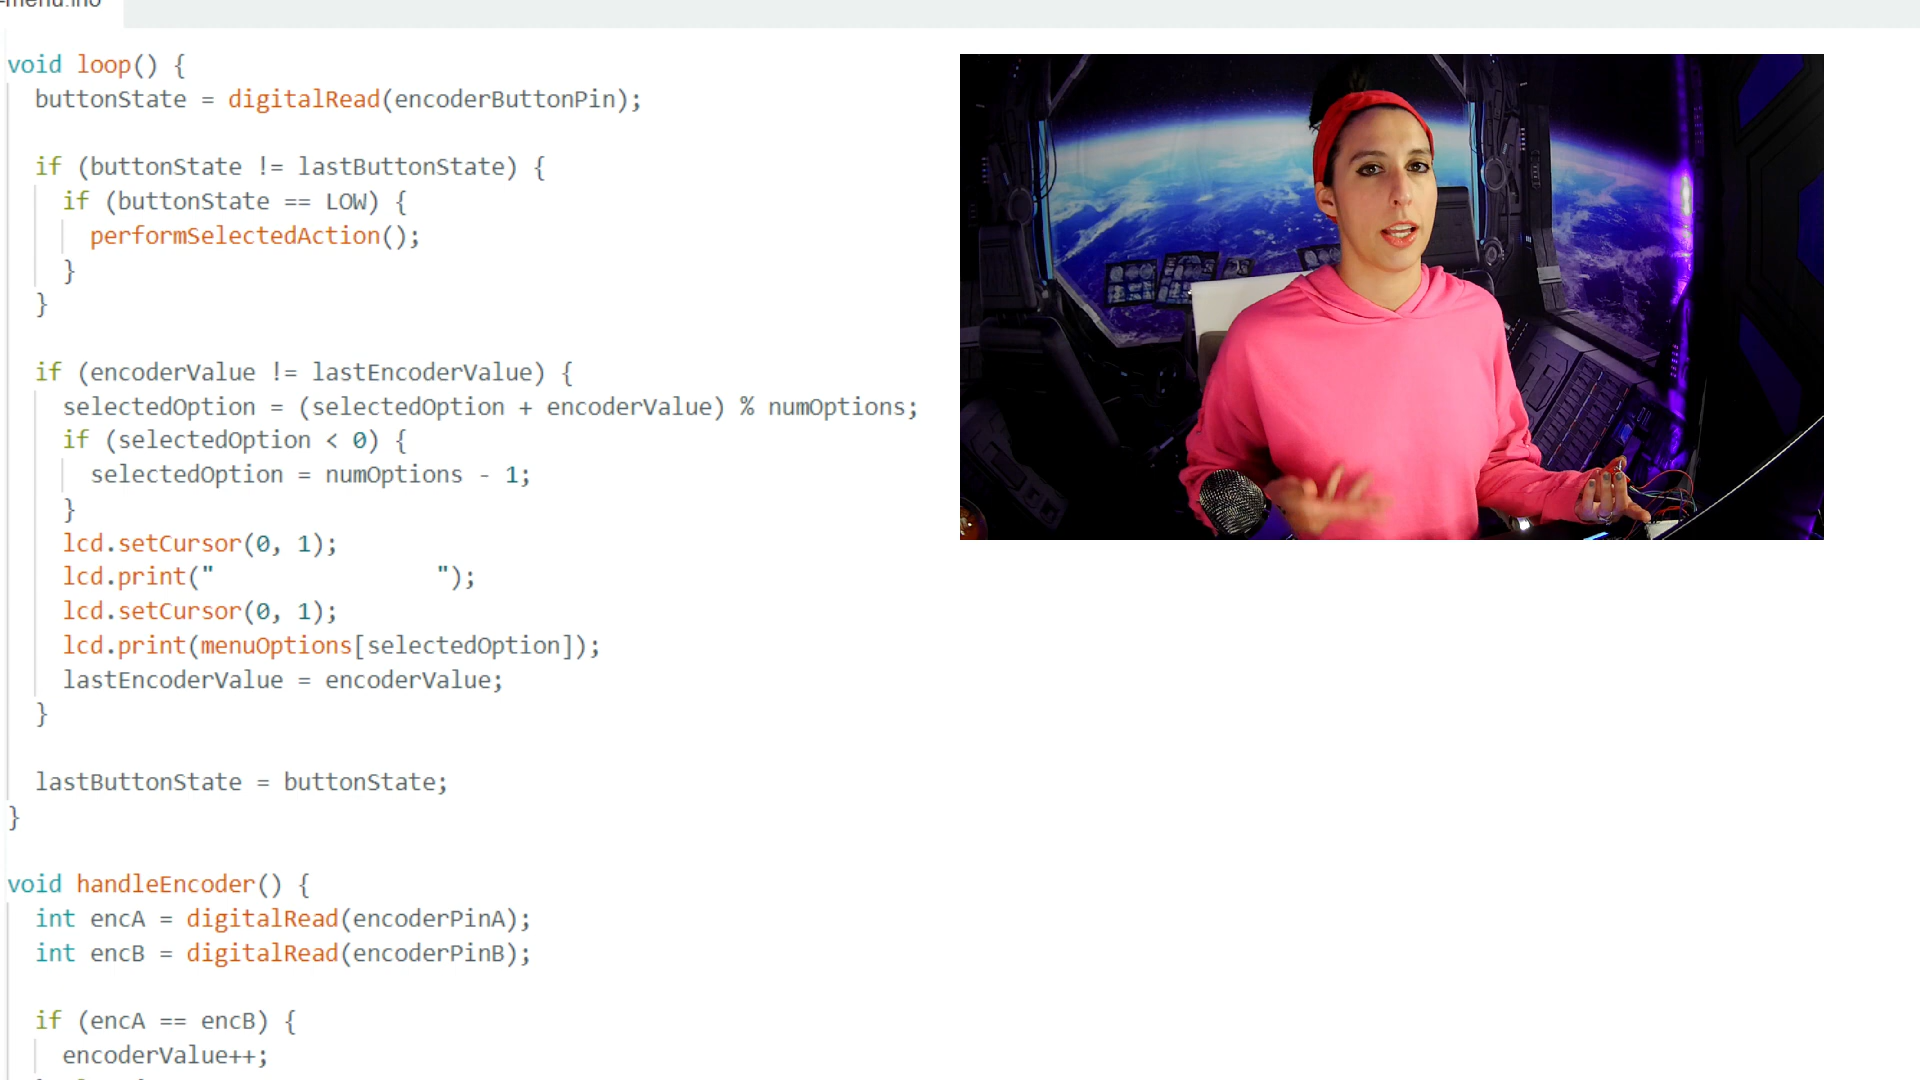 -menu.ino
void loop() {
buttonState = digitalRead(encoderButtonPin);
if (buttonState != lastButtonState) {
if (buttonState == LOW) {
performSelectedAction();
}
}
if (encoderValue != lastEncoderValue) {
selectedOption = (selectedOption + encoderValue) % numOptions;
if (selectedOption < 0) {
selectedOption = numOptions - 1;
}
lcd.setCursor(0, 1);
lcd.print("                ");
lcd.setCursor(0, 1);
lcd.print(menuOptions[selectedOption]);
lastEncoderValue = encoderValue;
}
lastButtonState = buttonState;
}
void handleEncoder() {
int encA = digitalRead(encoderPinA);
int encB = digitalRead(encoderPinB);
if (encA == encB) {
encoderValue++;